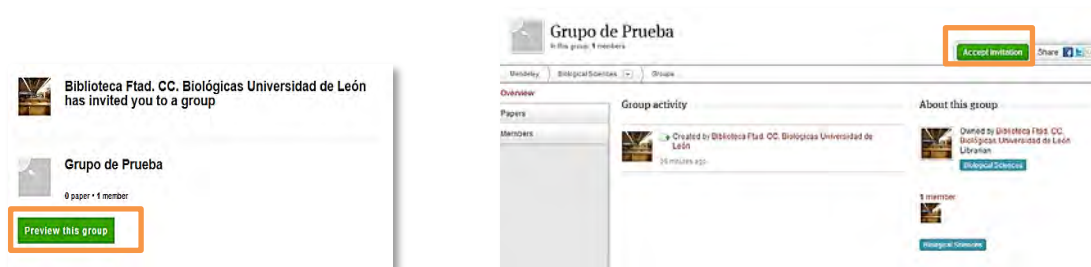 Biblioteca Ftad. CC. Biológicas Universidad de León
has invited you to a group
Grupo de Prueba
0 paper • 1 member
Preview this group
Grupo de Prueba
In this group: 1 members
Accept invitation
Share
Mendeley
Biological Sciences
Groups
Overview
Papers
Members
Group activity
Created by Biblioteca Ftad. CC. Biológicas Universidad de
León
minutes ago
About this group
Owned by Biblioteca Ftad. CC.
Biológicas Universidad de León
Librarian
Biological Sciences
1 member
Biological Sciences